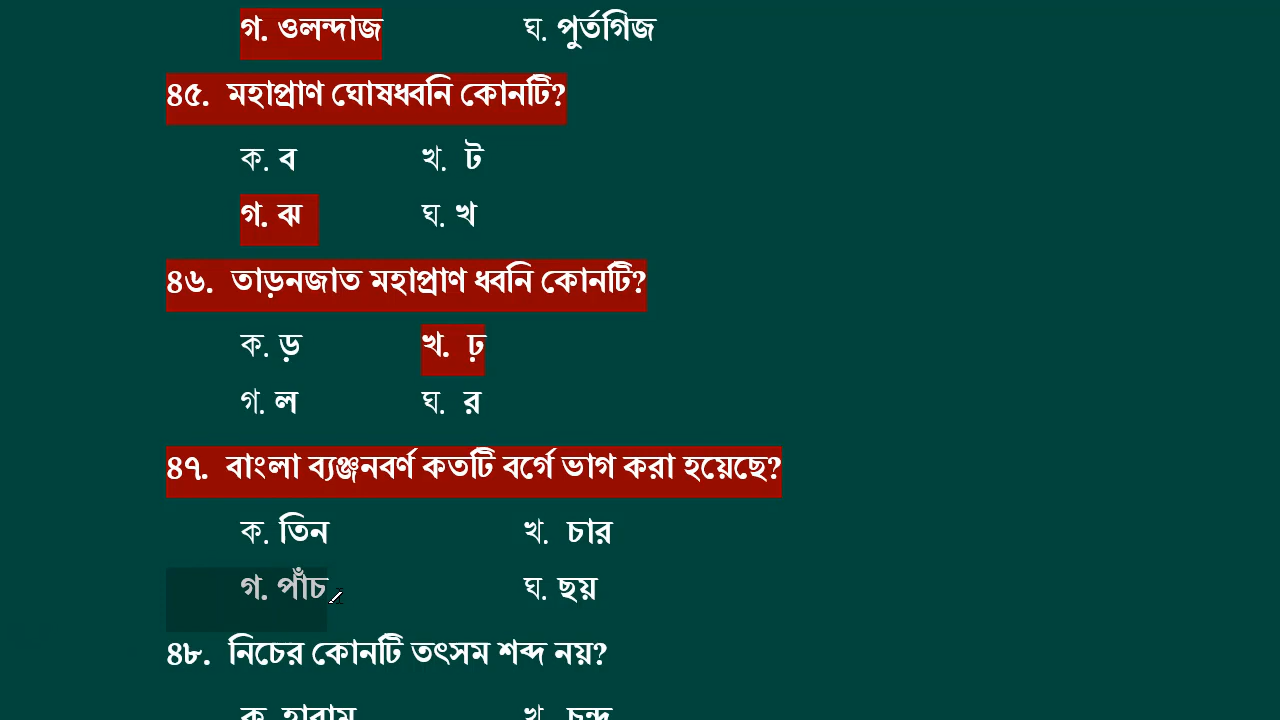 গ. ওলন্দাজ ঘ. পুর্তগিজ
৪৫. মহাপ্রাণ ঘোষধ্বনি কোনটি?
ক. ব খ. ট
গ. ঝ ঘ. খ
৪৬. তাড়নজাত মহাপ্রাণ ধ্বনি কোনটি?
ক. ড় খ. ঢ়
গ. ল ঘ. র
৪৭. বাংলা ব্যঞ্জনবর্ণ কতটি বর্গে ভাগ করা হয়েছে?
ক. তিন খ. চার
গ. পাঁচ ঘ. ছয়
৪৮. নিচের কোনটি তৎসম শব্দ নয়?
ক. হারাম খ. চন্দ্র